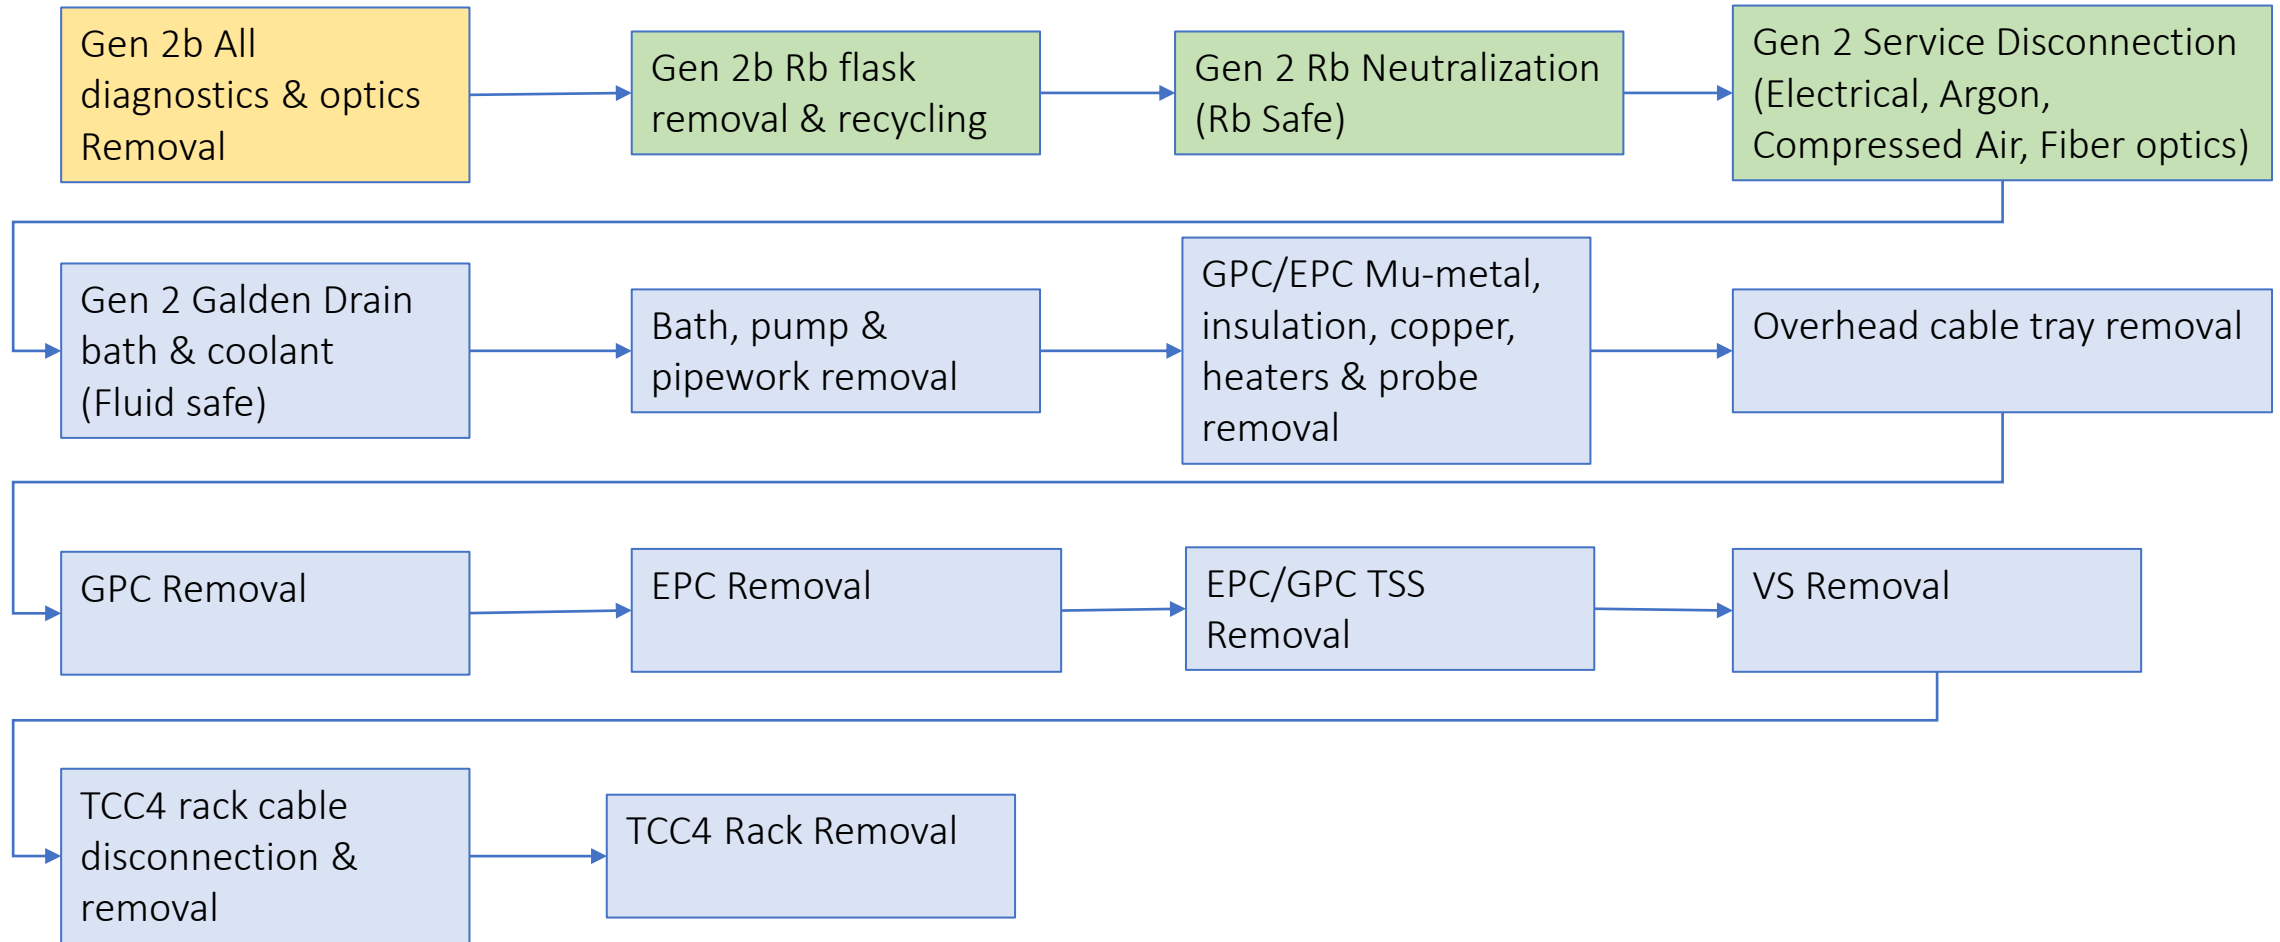 Gen 2b All
diagnostics & optics
Removal
Gen 2b Rb flask
removal & recycling
Gen 2 Rb Neutralization
(Rb Safe)
Gen 2 Service Disconnection
(Electrical, Argon,
Compressed Air, Fiber optics)
Gen 2 Galden Drain
bath & coolant
(Fluid safe)
Bath, pump &
pipework removal
GPC/EPC Mu-metal,
insulation, copper,
heaters & probe
removal
Overhead cable tray removal
GPC Removal
EPC Removal
EPC/GPC TSS
Removal
VS Removal
TCC4 rack cable
disconnection &
removal
TCC4 Rack Removal